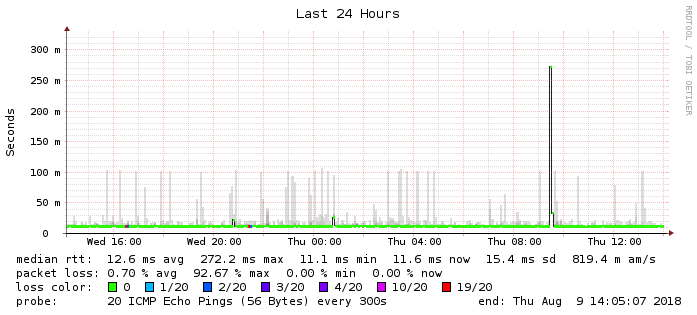 Last 24 Hours
RRDTOOL / TOBI OETIKER
Seconds
300 m
250 m
200 m
150 m
100 m
50 m
0
Wed 16:00 Wed 20:00 Thu 00:00 Thu 04:00 Thu 08:00 Thu 12:00
median rtt: 12.6 ms avg 272.2 ms max 11.1 ms min 11.6 ms now 15.4 ms sd 819.4 m am/s
packet loss: 0.70 % avg 92.67 % max 0.00 % min 0.00 % now
loss color: 0 1/20 2/20 3/20 4/20 10/20 19/20
probe: 20 ICMP Echo Pings (56 Bytes) every 300s end: Thu Aug 9 14:05:07 2018